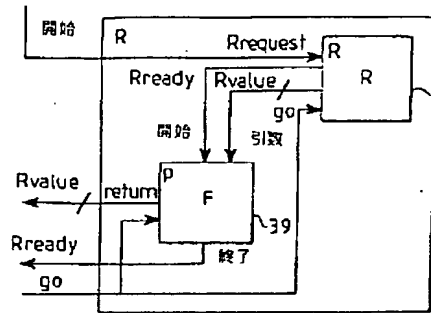 開始
R
Rrequest
R
R
Rready
Rvalue
go
開始
引数
p
F
Rvalue
return
39
Rready
終了
go